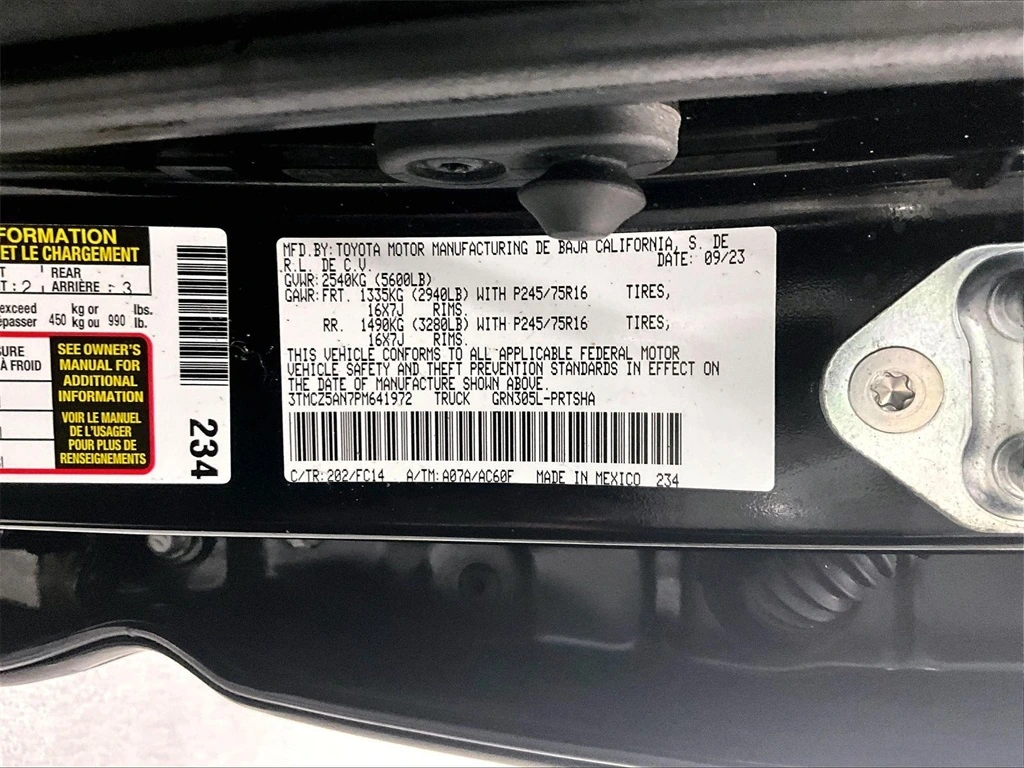 FORMATION
ET LE CHARGEMENT
REAR
: 2 ARRIÈRE : 3
exceed kg or lbs.
450 kg ou 990 lb.
À FROID
SEE OWNER'S
MANUAL FOR
ADDITIONAL
INFORMATION
VOIR LE MANUEL
DE L'USAGER
POUR PLUS DE
RENSEIGNEMENTS
234
MFD.BY:TOYOTA MOTOR MANUFACTURING DE BAJA CALIFORNIA, S. DE
R.L. DE C.V. DATE: 09/23
GVWR:2540KG (5600LB)
GAWR:FRT. 1335KG (2940LB) WITH P245/75R16 TIRES,
16X7J RIMS.
RR. 1490KG (3280LB) WITH P245/75R16 TIRES,
16X7J RIMS.
THIS VEHICLE CONFORMS TO ALL APPLICABLE FEDERAL MOTOR
VEHICLE SAFETY AND THEFT PREVENTION STANDARDS IN EFFECT ON
THE DATE OF MANUFACTURE SHOWN ABOVE.
3TMCZ5AN7PM641972 TRUCK GRN305L-PRTSHA
C/TR:202/FC14 A/TM:A07A/AC60F MADE IN MEXICO 234